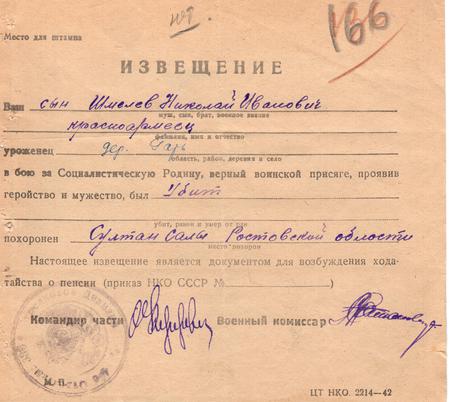 166
Место для штампа
ИЗВЕЩЕНИЕ
Ваш сын Шмелев Николай Иванович
муж, сын, брат, военное звание
красноармеец
фамилия, имя и отчество
уроженец дер. Гарь
область, район, деревня и село
в бою за Социалистическую Родину, верный воинской присяге, проявив
геройство и мужество, был Убит
убит, ранен и умер от ран
похоронен Султан Салы Ростовской области
место похорон
Настоящее извещение является документом для возбуждения хода-
тайства о пенсии (приказ НКО СССР № )
Командир части Военный комиссар
М. П.
ЦТ НКО. 2214—42